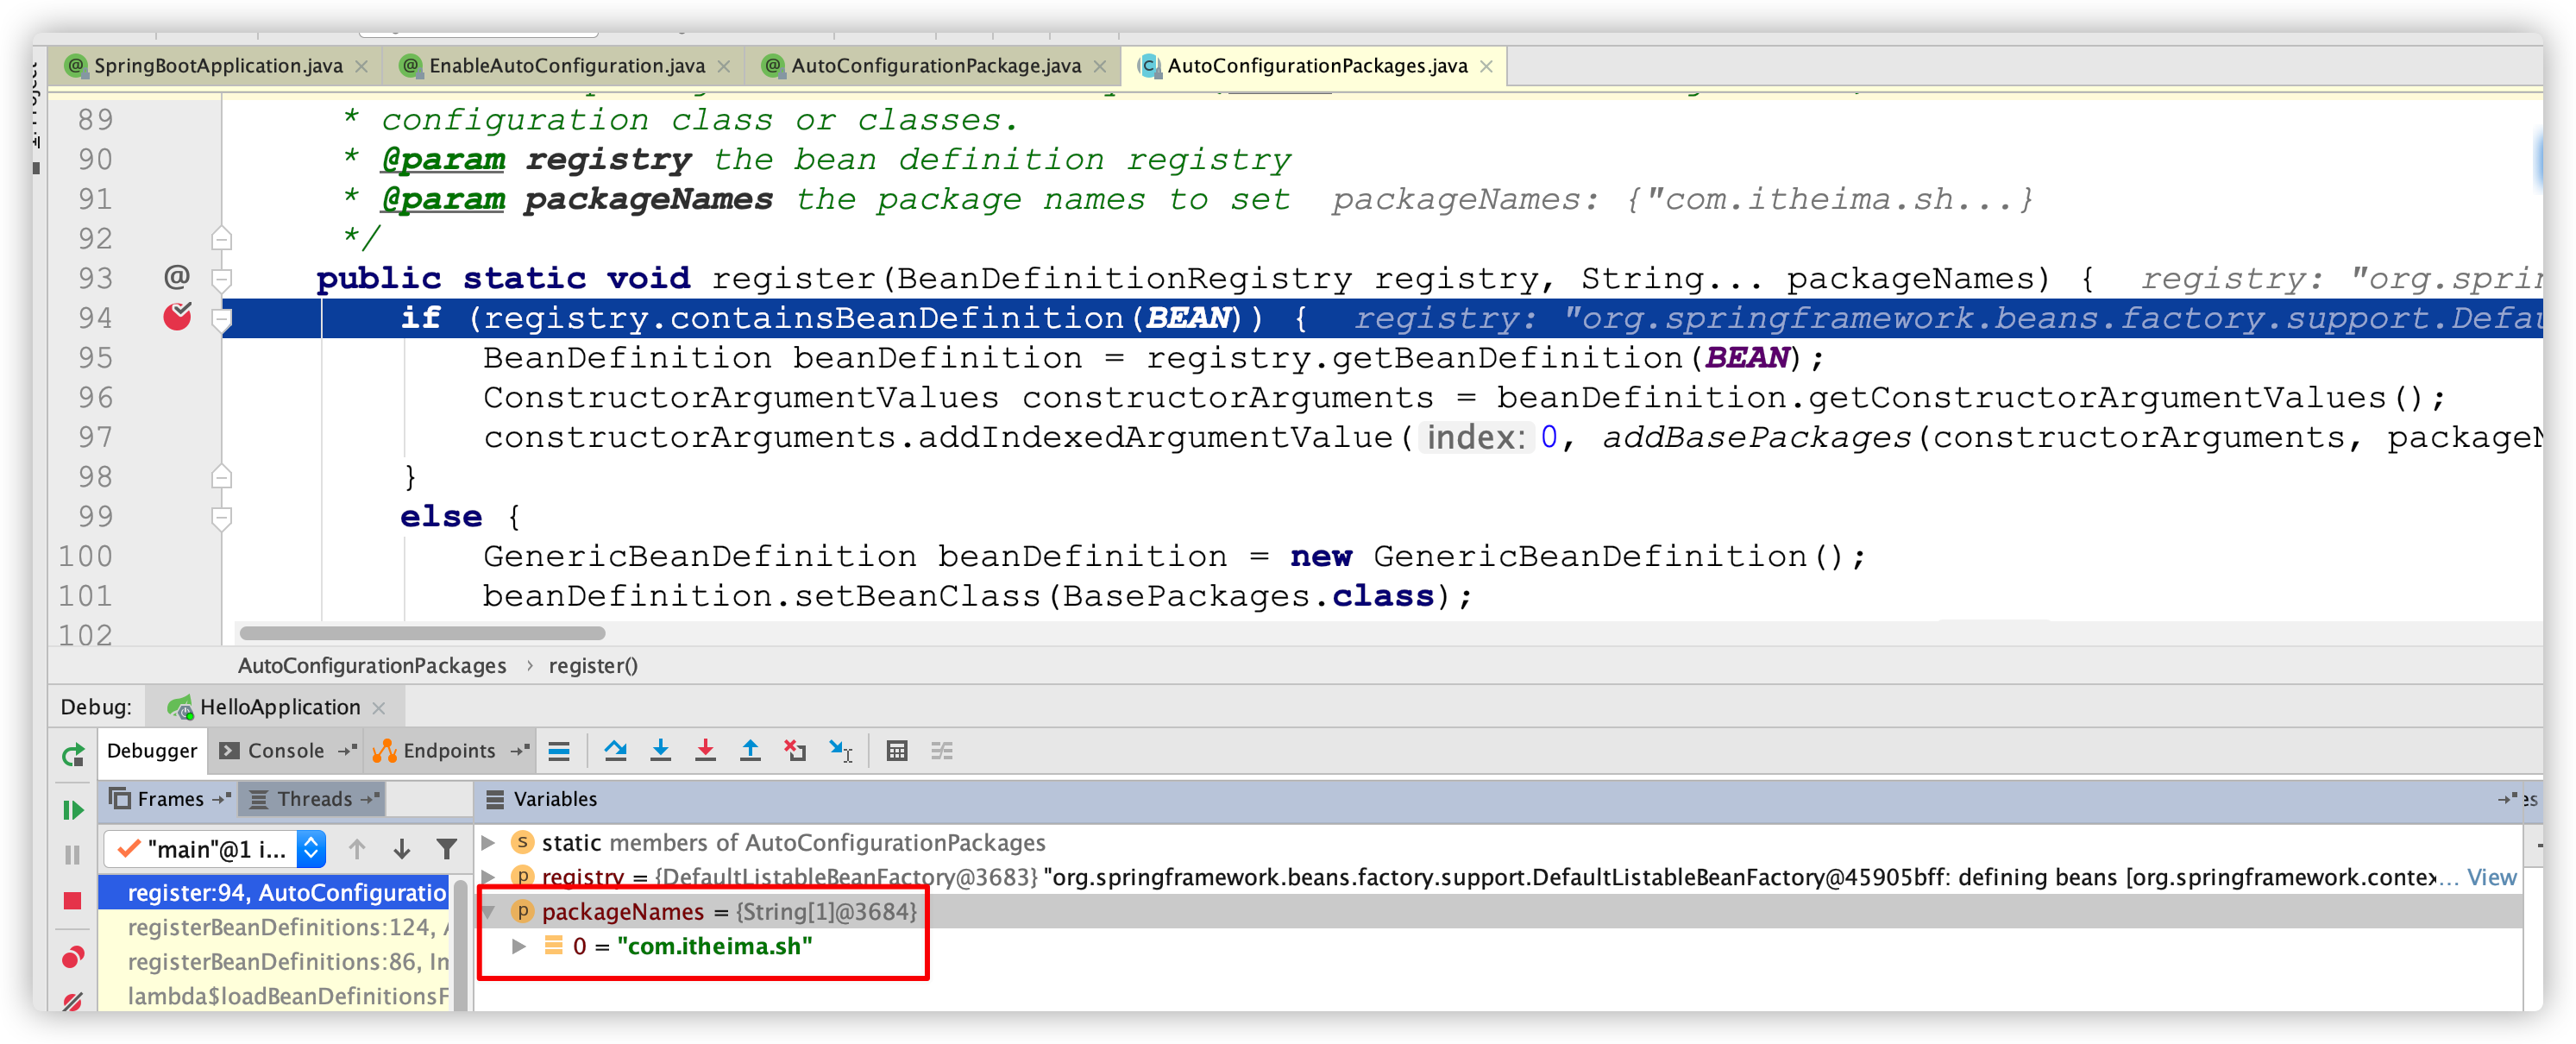 SpringBootApplication.java
EnableAutoConfiguration.java
AutoConfigurationPackage.java
AutoConfigurationPackages.java
89 * configuration class or classes.
90 * @param registry the bean definition registry
91 * @param packageNames the package names to set packageNames: {"com.itheima.sh...}
92 */
93 @ public static void register(BeanDefinitionRegistry registry, String... packageNames) { registry: "org.sprin
94 if (registry.containsBeanDefinition(BEAN)) { registry: "org.springframework.beans.factory.support.Defau
95 BeanDefinition beanDefinition = registry.getBeanDefinition(BEAN);
96 ConstructorArgumentValues constructorArguments = beanDefinition.getConstructorArgumentValues();
97 constructorArguments.addIndexedArgumentValue( index: 0, addBasePackages(constructorArguments, packageN
98 }
99 else {
100 GenericBeanDefinition beanDefinition = new GenericBeanDefinition();
101 beanDefinition.setBeanClass(BasePackages.class);
102
AutoConfigurationPackages › register()
Debug: HelloApplication
Debugger Console Endpoints
Frames Threads Variables
"main"@1 i...
static members of AutoConfigurationPackages
registry = {DefaultListableBeanFactory@3683} "org.springframework.beans.factory.support.DefaultListableBeanFactory@45905bff: defining beans [org.springframework.contex... View
packageNames = {String[1]@3684}
0 = "com.itheima.sh"
register:94, AutoConfiguratio
registerBeanDefinitions:124, A
registerBeanDefinitions:86, Im
lambda$loadBeanDefinitionsF